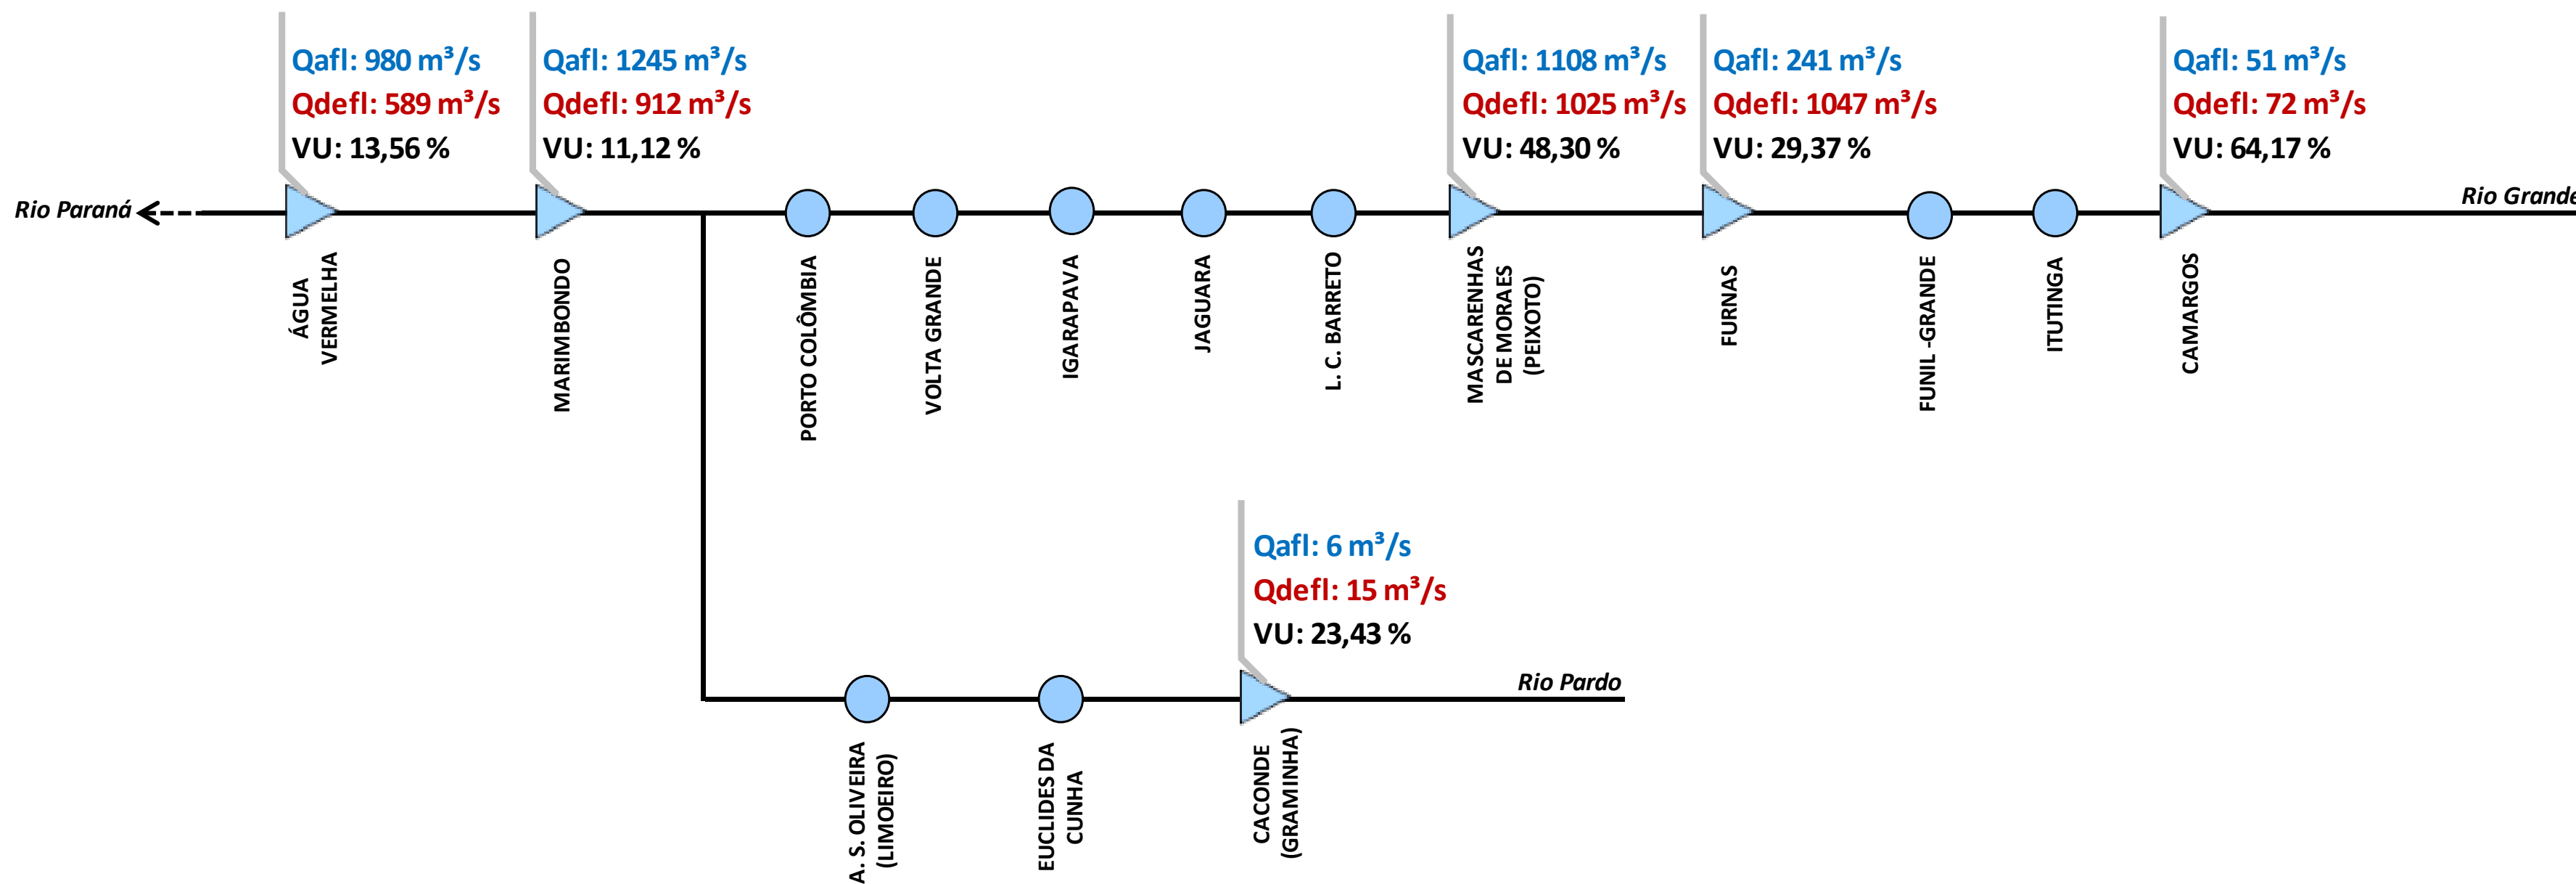 Qafl: 980 m³/s
Qdefl: 589 m³/s
VU: 13,56 %
Qafl: 1245 m³/s
Qdefl: 912 m³/s
VU: 11,12 %
Qafl: 1108 m³/s
Qdefl: 1025 m³/s
VU: 48,30 %
Qafl: 241 m³/s
Qdefl: 1047 m³/s
VU: 29,37 %
Qafl: 51 m³/s
Qdefl: 72 m³/s
VU: 64,17 %
Rio Paraná
Rio Grande
ÁGUA
VERMELHA
MARIMBONDO
PORTO COLÔMBIA
VOLTA GRANDE
IGARAPAVA
JAGUARA
L. C. BARRETO
MASCARENHAS
DE MORAES
(PEIXOTO)
FURNAS
FUNIL -GRANDE
ITUTINGA
CAMARGOS
Qafl: 6 m³/s
Qdefl: 15 m³/s
VU: 23,43 %
Rio Pardo
A. S. OLIVEIRA
(LIMOEIRO)
EUCLIDES DA
CUNHA
CACONDE
(GRAMINHA)